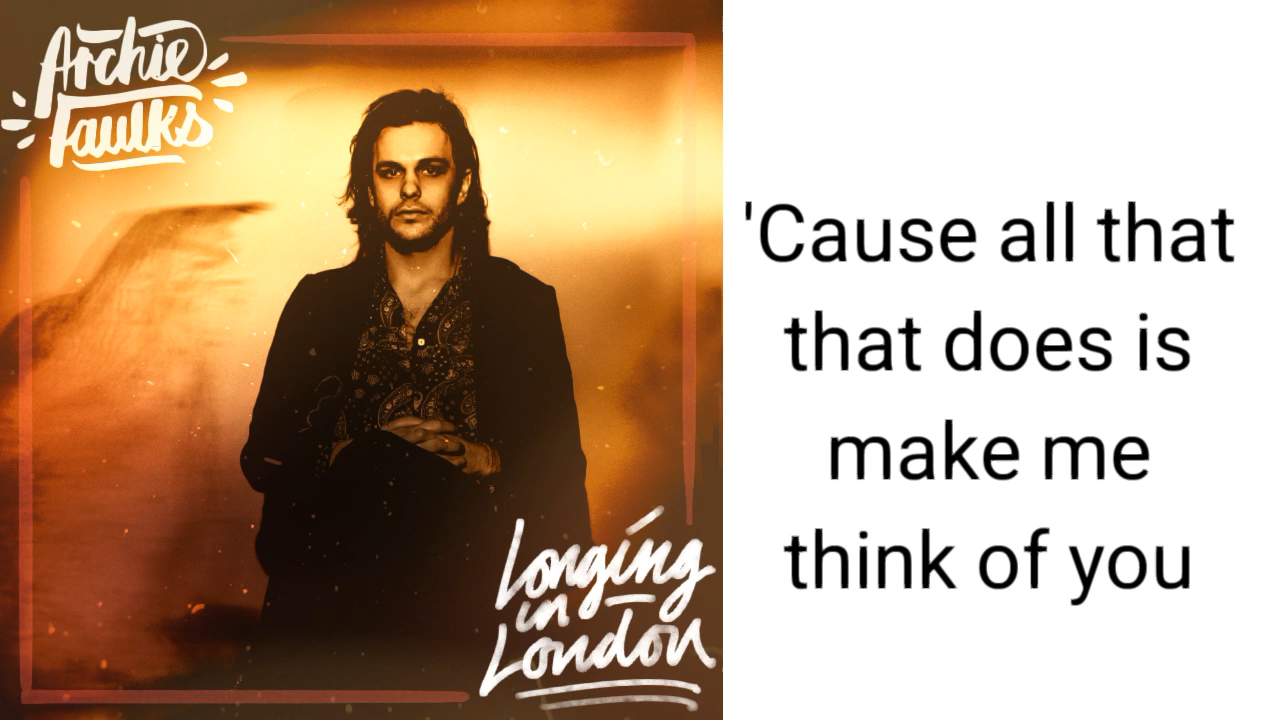 Archie
Faulks
Longing
in
London
'Cause all that
that does is
make me
think of you